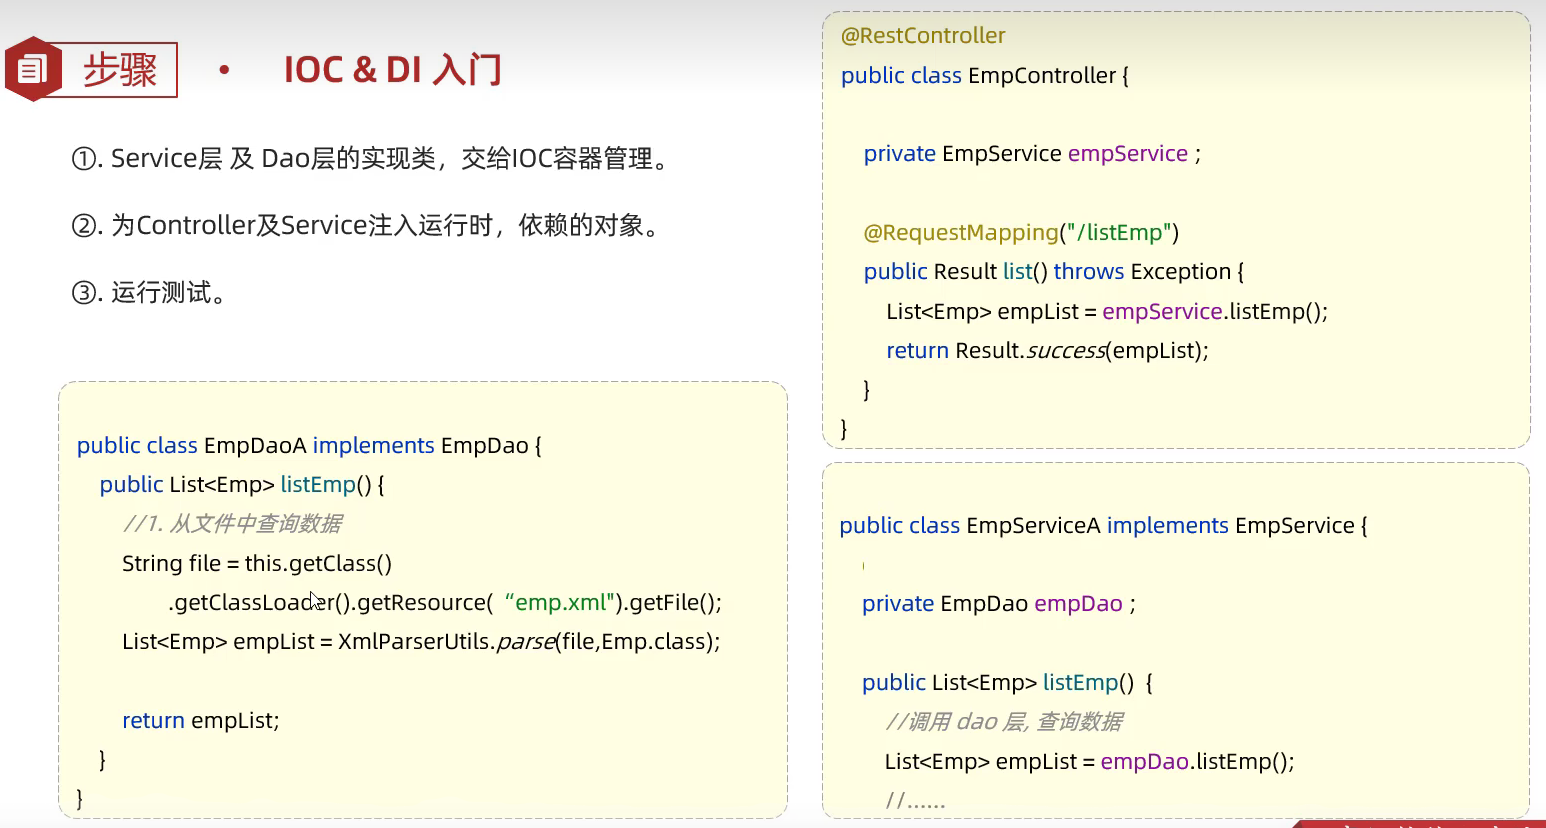 步骤
• IOC & DI 入门
①. Service层 及 Dao层的实现类，交给IOC容器管理。
②. 为Controller及Service注入运行时，依赖的对象。
③. 运行测试。
public class EmpDaoA implements EmpDao {
public List<Emp> listEmp() {
//1. 从文件中查询数据
String file = this.getClass()
.getClassLoader().getResource( “emp.xml").getFile();
List<Emp> empList = XmlParserUtils.parse(file,Emp.class);
return empList;
}
}
@RestController
public class EmpController {
private EmpService empService ;
@RequestMapping("/listEmp")
public Result list() throws Exception {
List<Emp> empList = empService.listEmp();
return Result.success(empList);
}
}
public class EmpServiceA implements EmpService {
private EmpDao empDao ;
public List<Emp> listEmp() {
//调用 dao 层, 查询数据
List<Emp> empList = empDao.listEmp();
//......